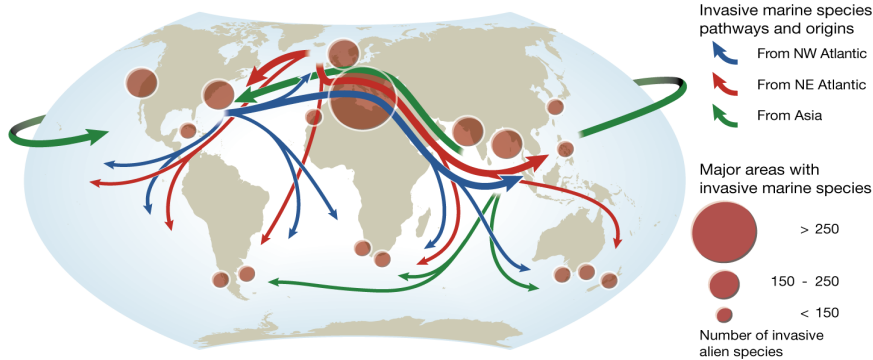 Invasive marine species
pathways and origins
From NW Atlantic
From NE Atlantic
From Asia
Major areas with
invasive marine species
> 250
150 - 250
< 150
Number of invasive
alien species